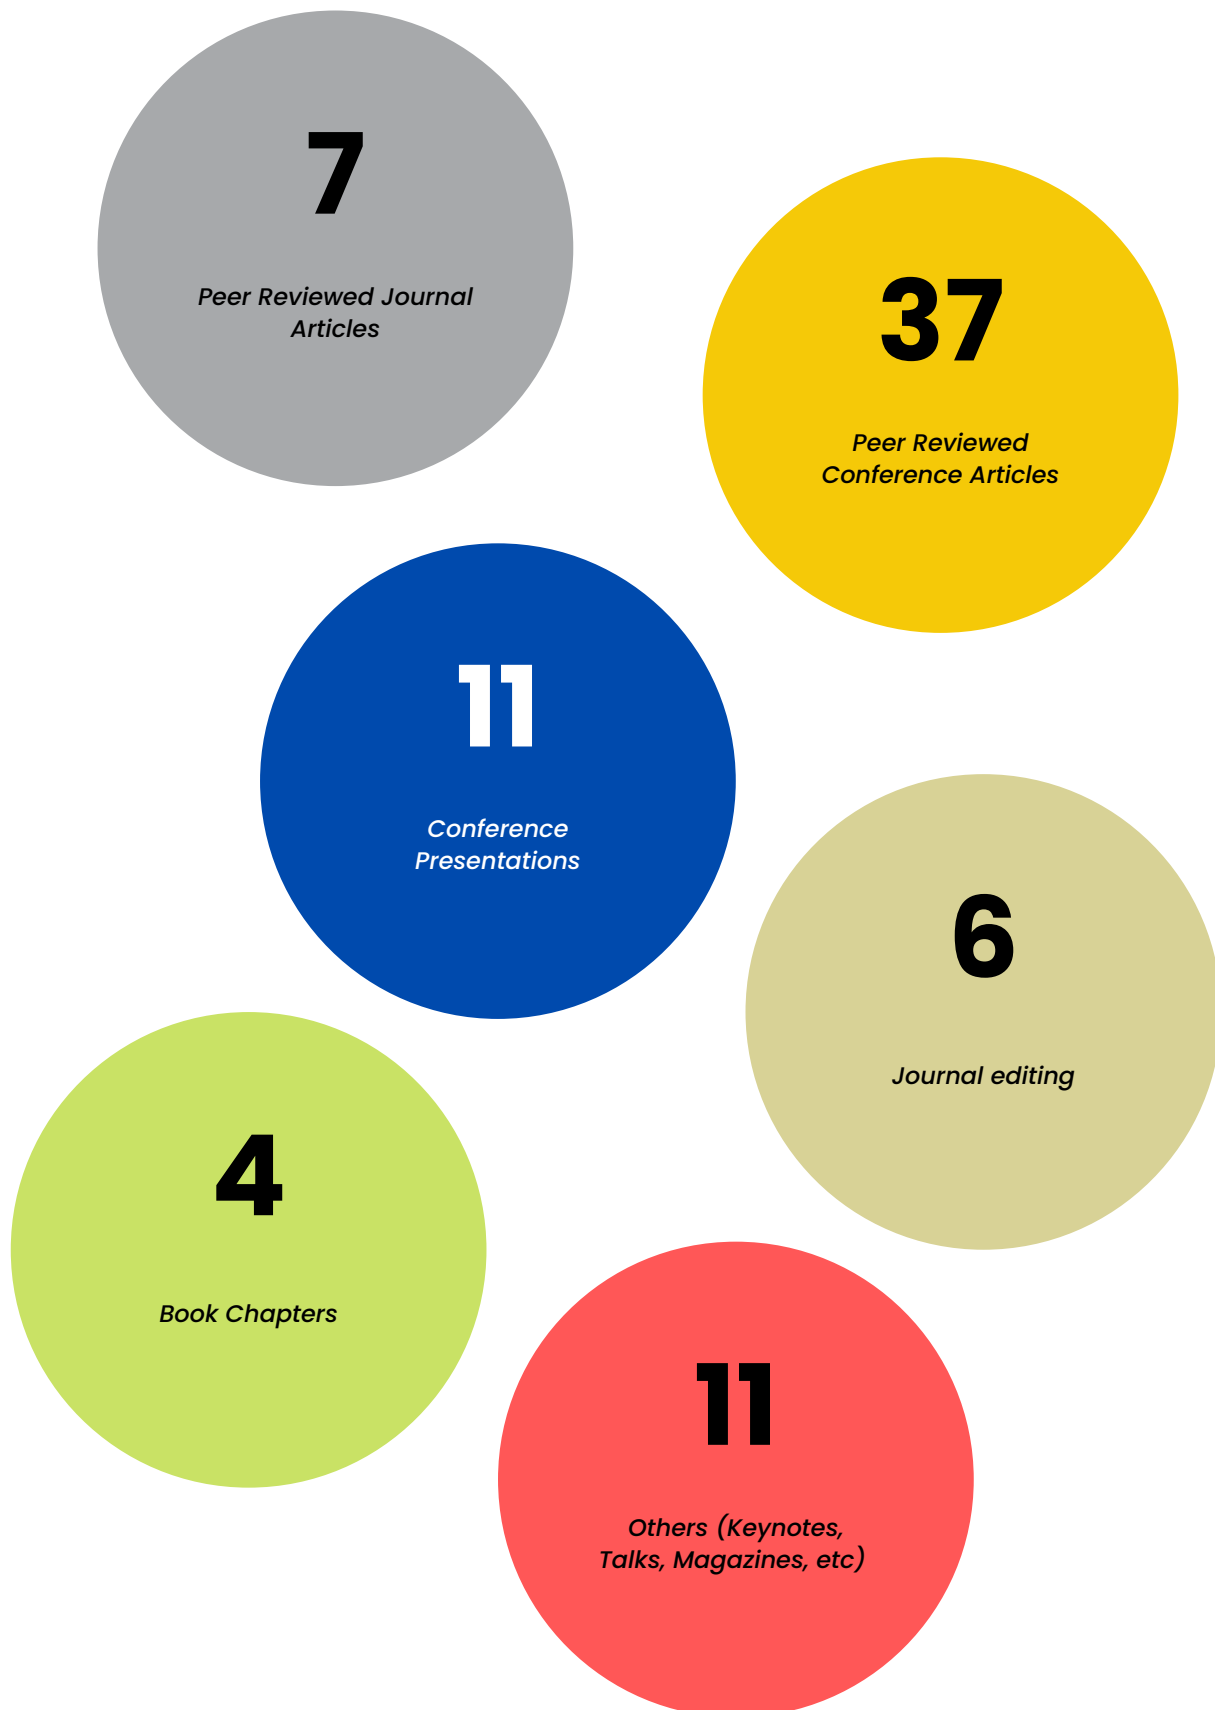 7
Peer Reviewed Journal
Articles
37
Peer Reviewed
Conference Articles
11
Conference
Presentations
6
Journal editing
4
Book Chapters
11
Others (Keynotes,
Talks, Magazines, etc)